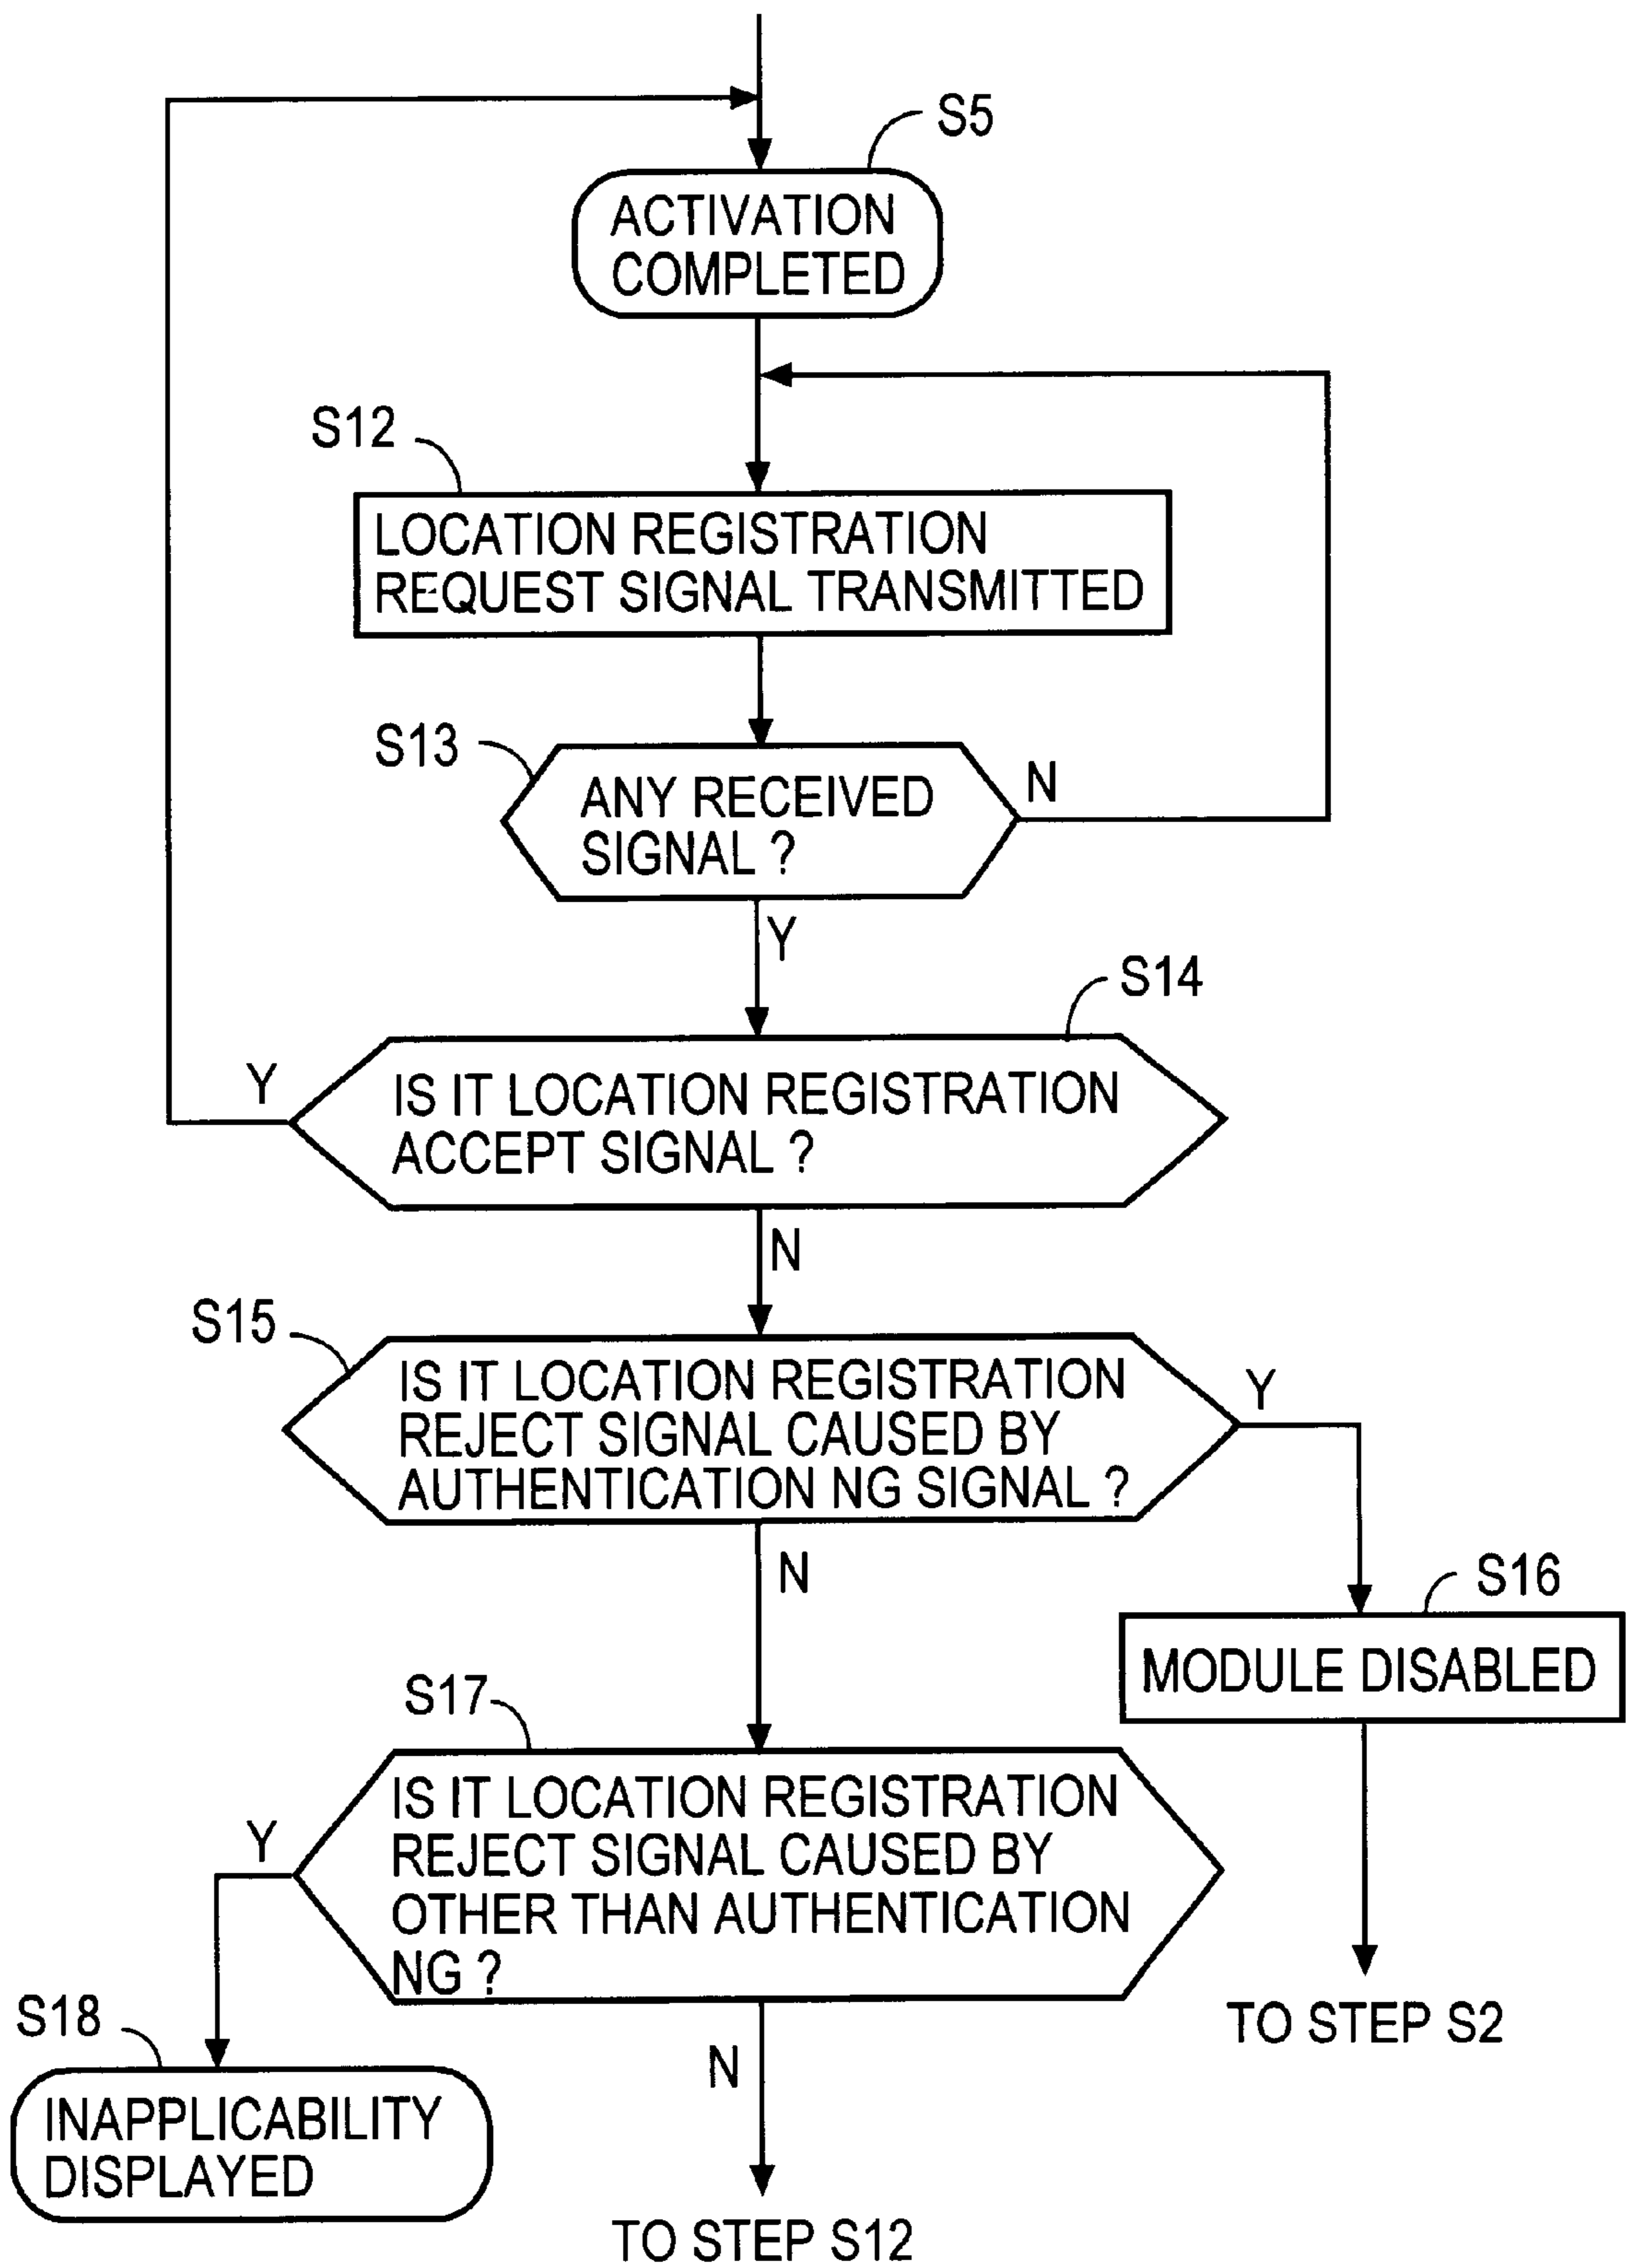 S5
ACTIVATION
COMPLETED
S12
LOCATION REGISTRATION
REQUEST SIGNAL TRANSMITTED
S13
ANY RECEIVED
SIGNAL ?
N
Y
S14
Y
IS IT LOCATION REGISTRATION
ACCEPT SIGNAL ?
N
S15
IS IT LOCATION REGISTRATION
REJECT SIGNAL CAUSED BY
AUTHENTICATION NG SIGNAL ?
Y
N
S16
MODULE DISABLED
TO STEP S2
S17
IS IT LOCATION REGISTRATION
REJECT SIGNAL CAUSED BY
OTHER THAN AUTHENTICATION
NG ?
Y
S18
INAPPLICABILITY
DISPLAYED
N
TO STEP S12